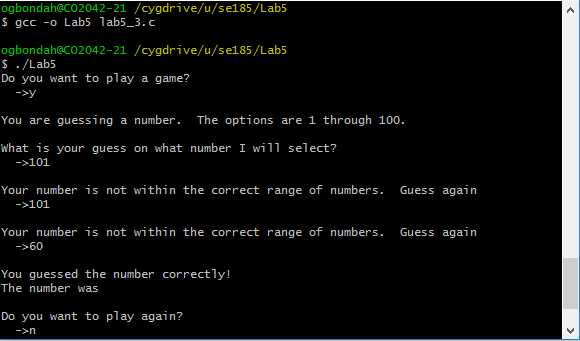 ogbondah@CO2042-21 /cygdrive/u/se185/Lab5
$ gcc -o Lab5 lab5_3.c
ogbondah@CO2042-21 /cygdrive/u/se185/Lab5
$ ./Lab5
Do you want to play a game?
->y
You are guessing a number.  The options are 1 through 100.
What is your guess on what number I will select?
->101
Your number is not within the correct range of numbers.  Guess again
->101
Your number is not within the correct range of numbers.  Guess again
->60
You guessed the number correctly!
The number was
Do you want to play again?
->n